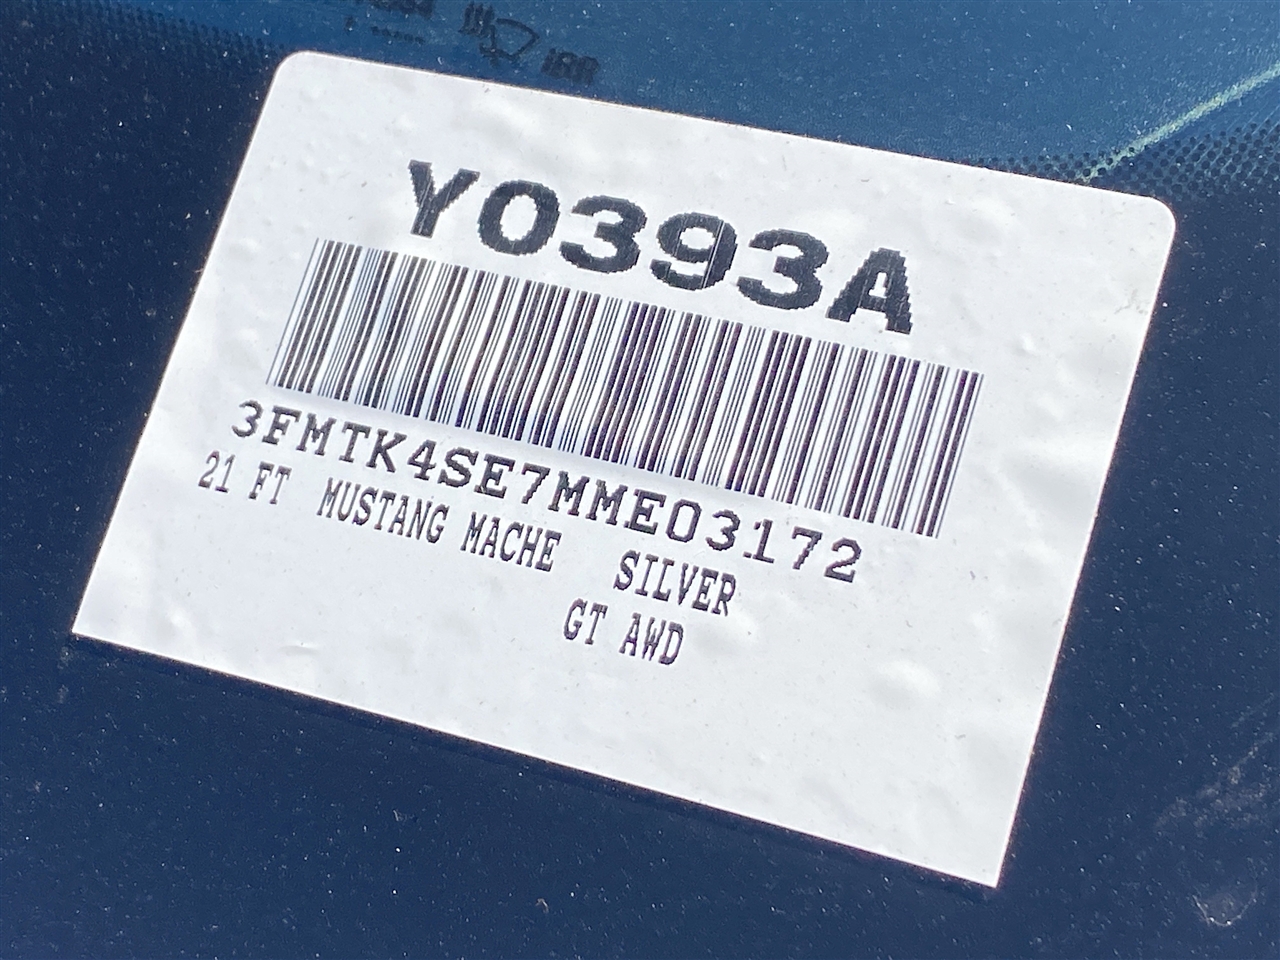 Y0393A
3FMTK4SE7MME03172
21 FT MUSTANG MACHE SILVER
GT AWD